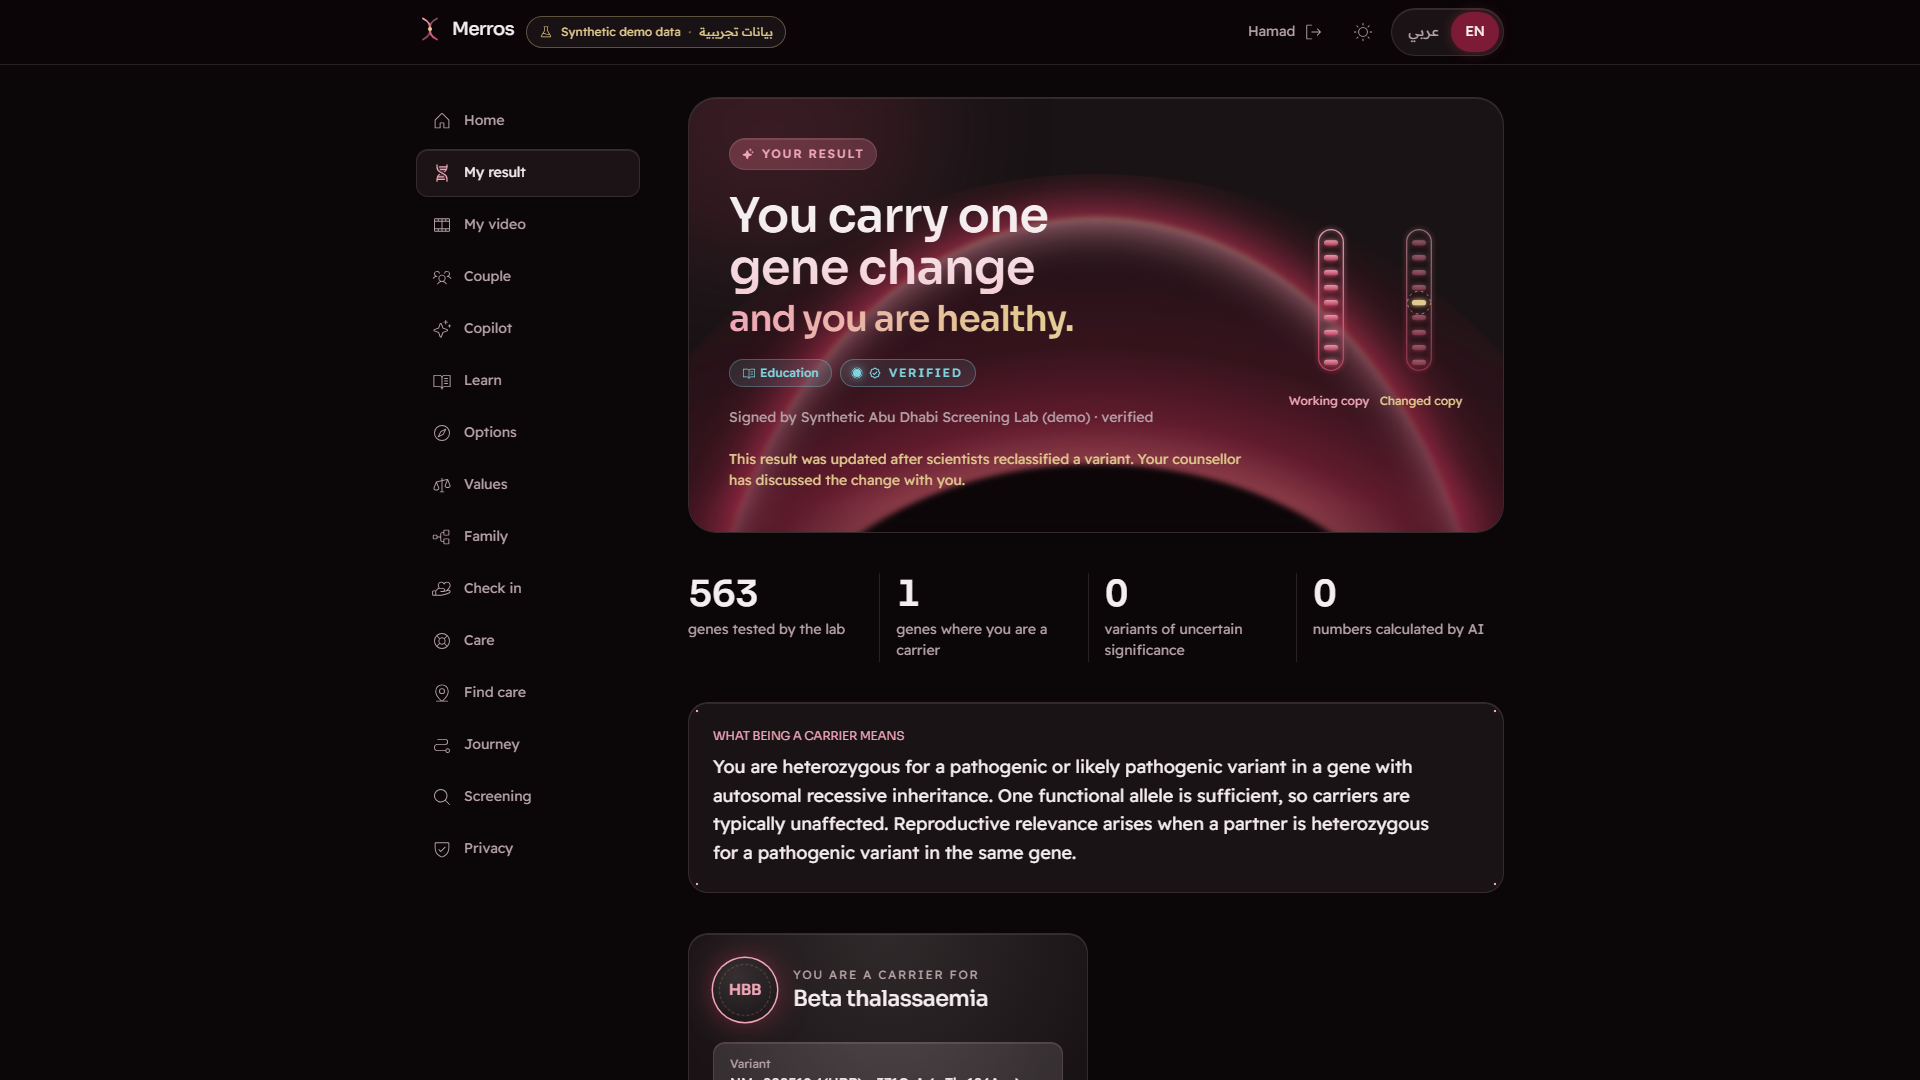 Merros
Synthetic demo data · بيانات تجريبية
Hamad
عربي
EN
Home
My result
My video
Couple
Copilot
Learn
Options
Values
Family
Check in
Care
Find care
Journey
Screening
Privacy
YOUR RESULT
You carry one
gene change
and you are healthy.
Education
VERIFIED
Signed by Synthetic Abu Dhabi Screening Lab (demo) · verified
This result was updated after scientists reclassified a variant. Your counsellor
has discussed the change with you.
Working copy
Changed copy
563
genes tested by the lab
1
genes where you are a
carrier
0
variants of uncertain
significance
0
numbers calculated by AI
WHAT BEING A CARRIER MEANS
You are heterozygous for a pathogenic or likely pathogenic variant in a gene with
autosomal recessive inheritance. One functional allele is sufficient, so carriers are
typically unaffected. Reproductive relevance arises when a partner is heterozygous
for a pathogenic variant in the same gene.
HBB
YOU ARE A CARRIER FOR
Beta thalassaemia
Variant